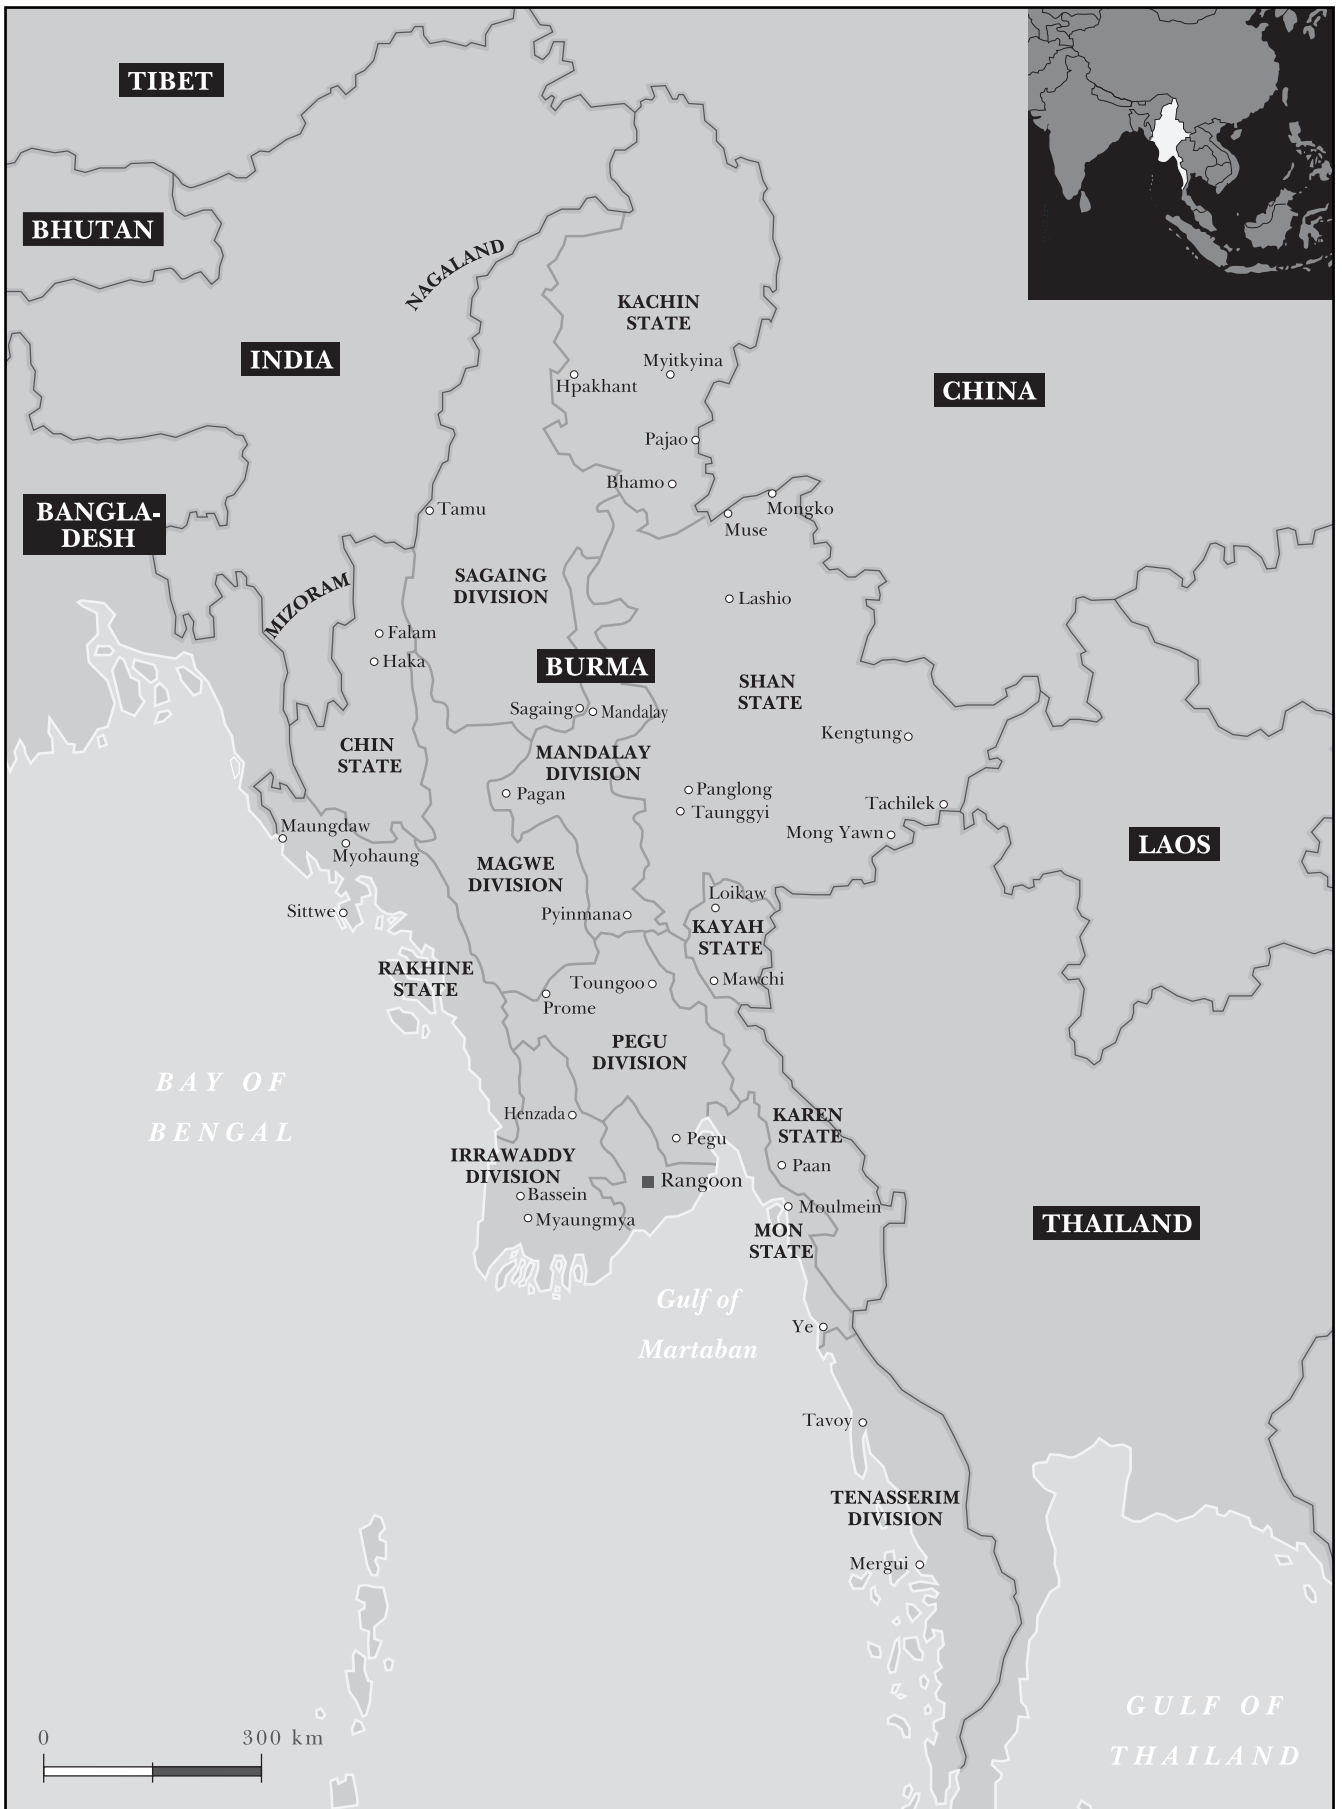 TIBET
BHUTAN
NAGALAND
KACHIN
STATE
INDIA
Myitkyina
Hpakhant
CHINA
Pajao
Bhamo
BANGLA-
DESH
Tamu
Mongko
Muse
MIZORAM
SAGAING
DIVISION
Lashio
Falam
Haka
BURMA
SHAN
STATE
Sagaing
Mandalay
Kengtung
CHIN
STATE
MANDALAY
DIVISION
Pagan
Panglong
Taunggyi
Tachilek
Mong Yawn
Maungdaw
Myohaung
LAOS
MAGWE
DIVISION
Loikaw
Sittwe
Pyinmana
KAYAH
STATE
RAKHINE
STATE
Toungoo
Mawchi
Prome
PEGU
DIVISION
BAY OF
BENGAL
Henzada
KAREN
STATE
Pegu
IRRAWADDY
DIVISION
Paan
Rangoon
Bassein
Myaungmya
Moulmein
MON
STATE
THAILAND
Gulf of
Martaban
Ye
Tavoy
TENASSERIM
DIVISION
Mergui
GULF OF
THAILAND
0 300 km